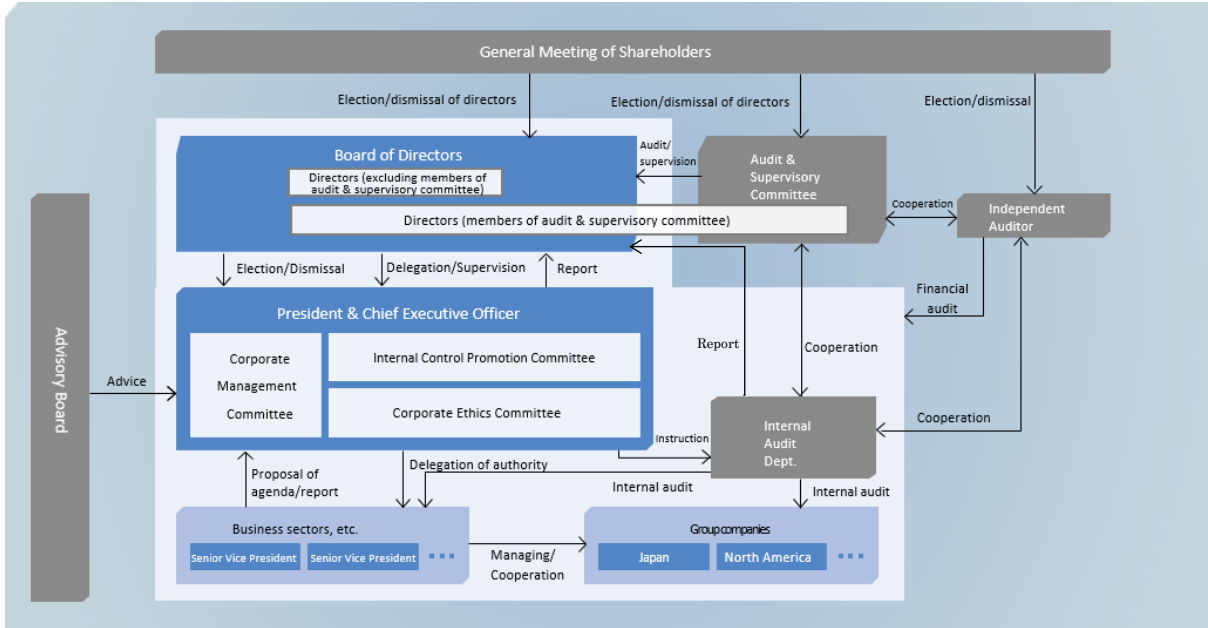 General Meeting of Shareholders
Election/dismissal of directors
Election/dismissal of directors
Election/dismissal
Board of Directors
Directors (excluding members of
audit & supervisory committee)
Directors (members of audit & supervisory committee)
Audit/
supervision
Audit &
Supervisory
Committee
Cooperation
Independent
Auditor
Election/Dismissal
Delegation/Supervision
Report
Financial
audit
President & Chief Executive Officer
Corporate
Management
Committee
Internal Control Promotion Committee
Corporate Ethics Committee
Report
Cooperation
Advisory Board
Advice
Cooperation
Internal
Audit
Dept.
Instruction
Proposal of
agenda/report
Delegation of authority
Internal audit
Internal audit
Business sectors, etc.
Senior Vice President
Senior Vice President
Managing/
Cooperation
Group companies
Japan
North America